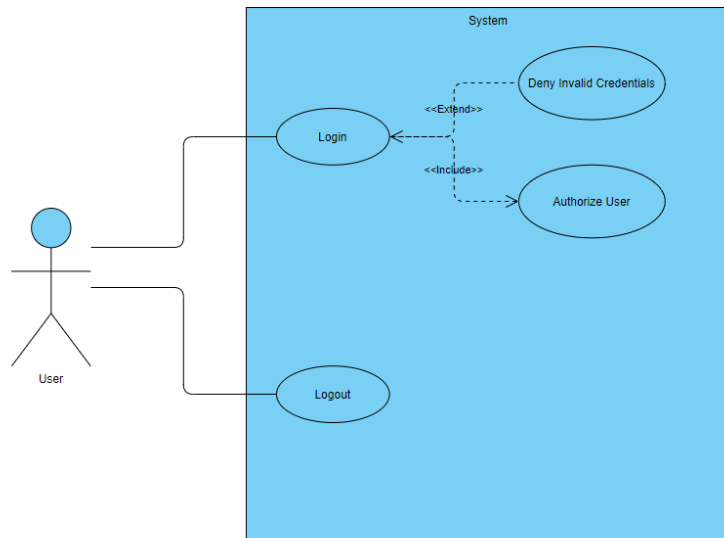 System
Deny Invalid Credentials
<<Extend>>
Login
<<Include>>
Authorize User
User
Logout